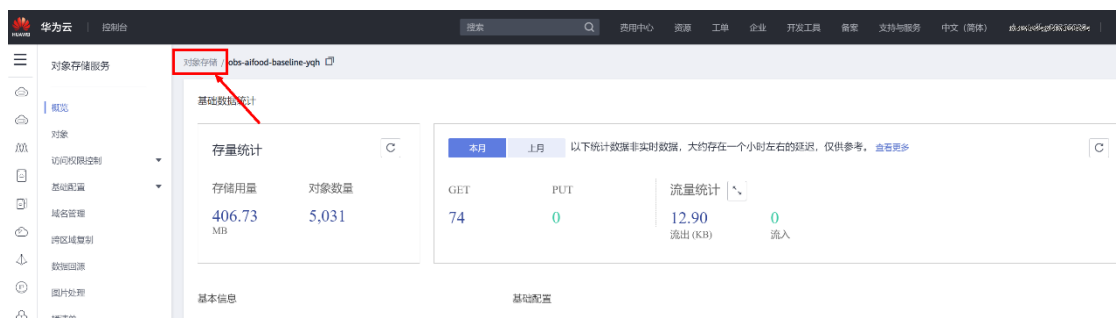 HUAWEI 华为云 控制台 搜索 费用中心 资源 工单 企业 开发工具 备案 支持与服务 中文 (简体)
对象存储服务
对象存储 / obs-aifood-baseline-yqh
概览
对象
访问权限控制
基础配置
域名管理
跨区域复制
数据回源
图片处理
基础数据统计
存量统计
存储用量 对象数量
406.73 5,031
MB
本月 上月 以下统计数据非实时数据，大约存在一个小时左右的延迟，仅供参考。 查看更多
GET PUT 流量统计
74 0 12.90 0
流出 (KB) 流入
基本信息 基础配置